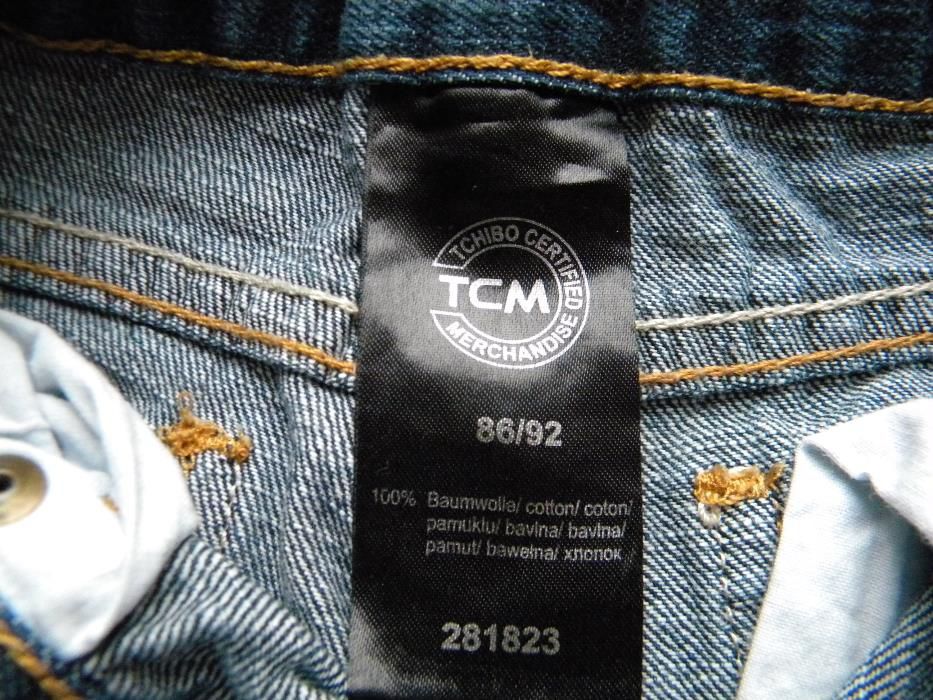 TCHIBO CERTIFIED
TCM
MERCHANDISE
86/92
100% Baumwolle/ cotton/ coton/
pamuklu/ bavlna/ bavlna/
pamut/ bawełna/ хлопок
281823